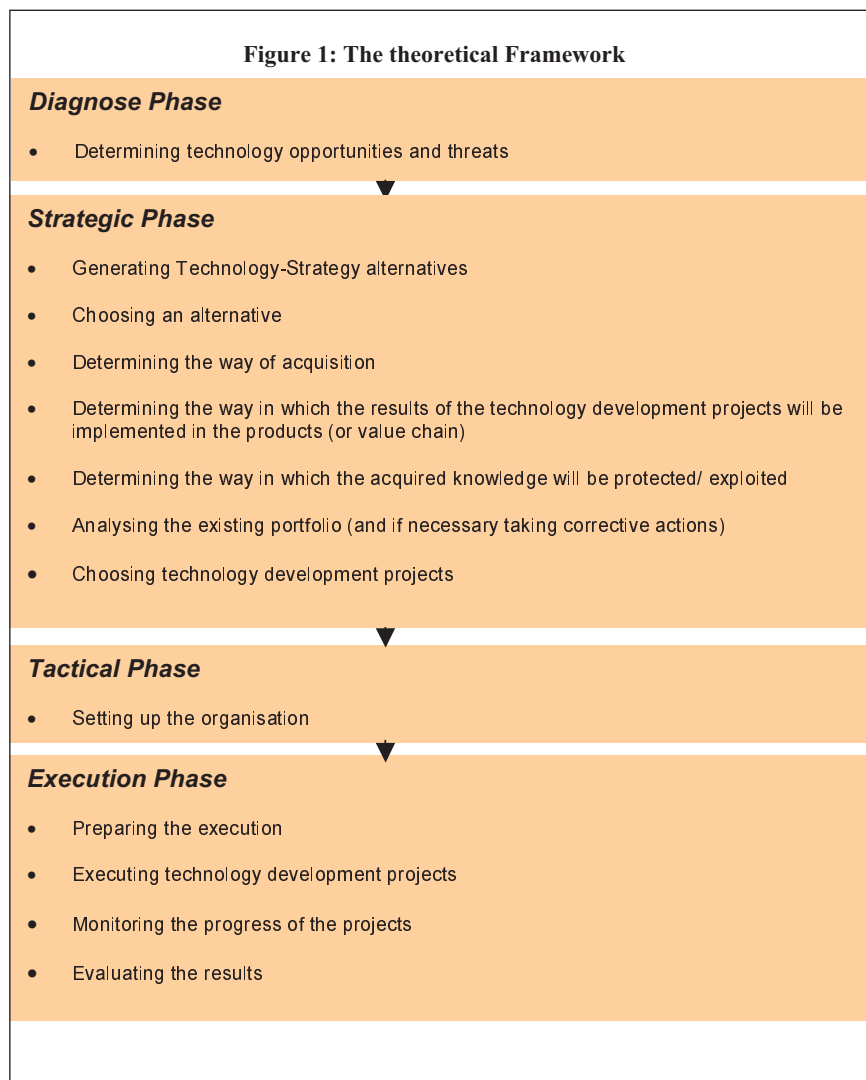 Figure 1: The theoretical Framework
Diagnose Phase
• Determining technology opportunities and threats
Strategic Phase
• Generating Technology-Strategy alternatives
• Choosing an alternative
• Determining the way of acquisition
• Determining the way in which the results of the technology development projects will be
implemented in the products (or value chain)
• Determining the way in which the acquired knowledge will be protected/ exploited
• Analysing the existing portfolio (and if necessary taking corrective actions)
• Choosing technology development projects
Tactical Phase
• Setting up the organisation
Execution Phase
• Preparing the execution
• Executing technology development projects
• Monitoring the progress of the projects
• Evaluating the results